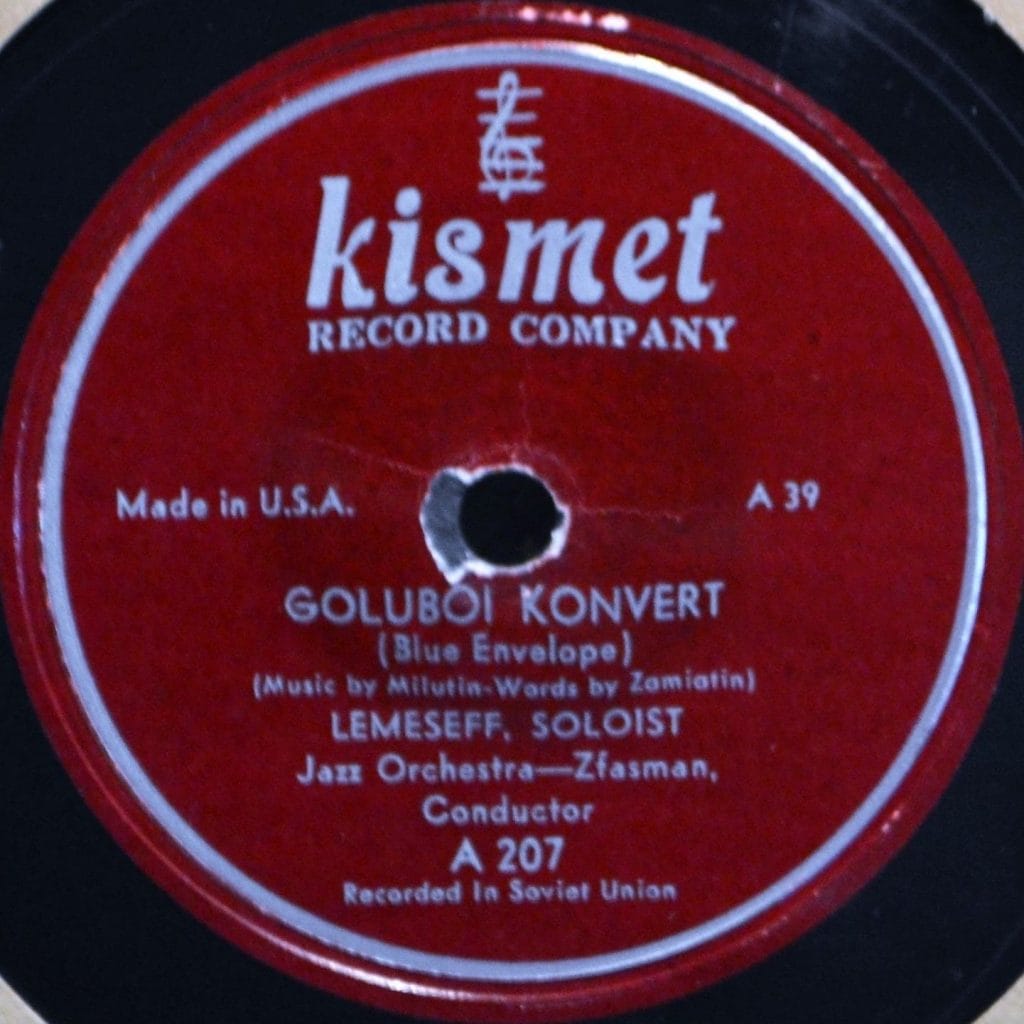 kismet
RECORD COMPANY
Made in U.S.A. A 39
GOLUBOI KONVERT
(Blue Envelope)
(Music by Milutin-Words by Zamiatin)
LEMESEFF, SOLOIST
Jazz Orchestra—Zfasman,
Conductor
A 207
Recorded In Soviet Union